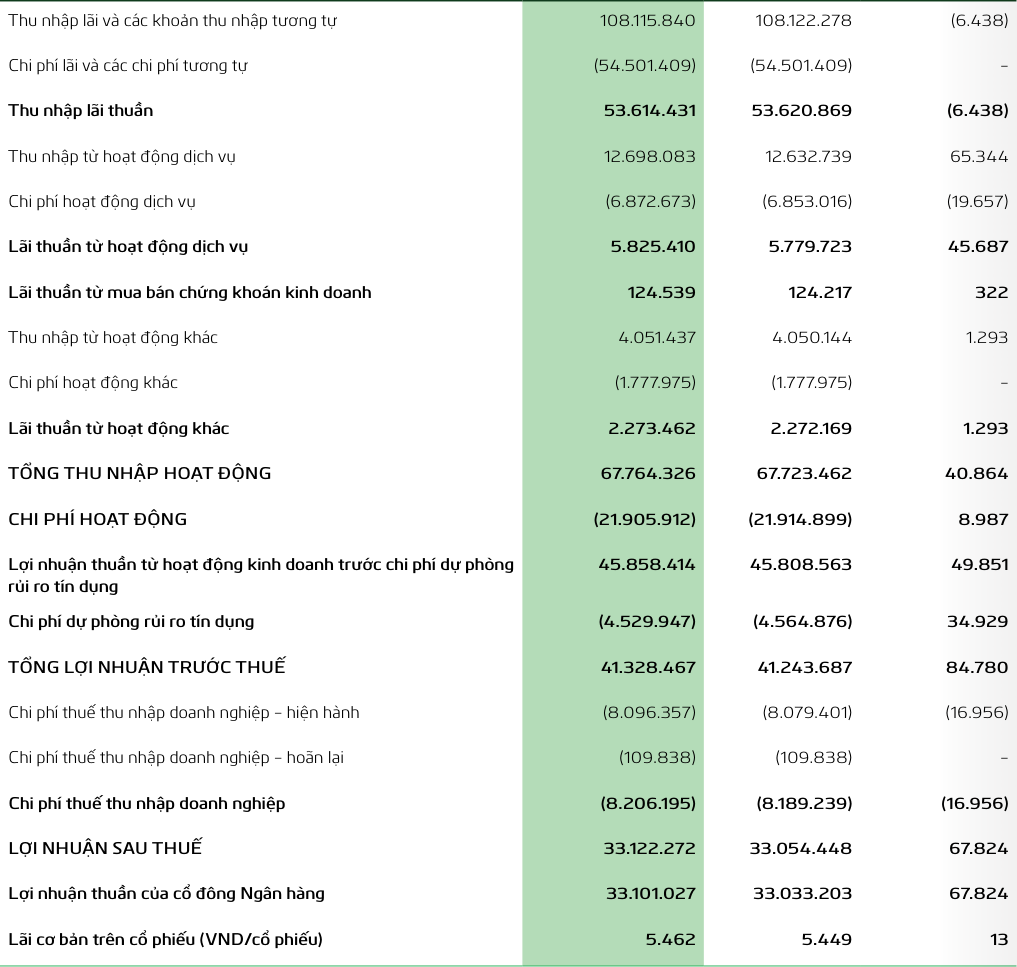 Thu nhập lãi và các khoản thu nhập tương tự 108.115.840 108.122.278 (6.438)
Chi phí lãi và các chi phí tương tự (54.501.409) (54.501.409) –
Thu nhập lãi thuần 53.614.431 53.620.869 (6.438)
Thu nhập từ hoạt động dịch vụ 12.698.083 12.632.739 65.344
Chi phí hoạt động dịch vụ (6.872.673) (6.853.016) (19.657)
Lãi thuần từ hoạt động dịch vụ 5.825.410 5.779.723 45.687
Lãi thuần từ mua bán chứng khoán kinh doanh 124.539 124.217 322
Thu nhập từ hoạt động khác 4.051.437 4.050.144 1.293
Chi phí hoạt động khác (1.777.975) (1.777.975) –
Lãi thuần từ hoạt động khác 2.273.462 2.272.169 1.293
TỔNG THU NHẬP HOẠT ĐỘNG 67.764.326 67.723.462 40.864
CHI PHÍ HOẠT ĐỘNG (21.905.912) (21.914.899) 8.987
Lợi nhuận thuần từ hoạt động kinh doanh trước chi phí dự phòng 45.858.414 45.808.563 49.851
rủi ro tín dụng
Chi phí dự phòng rủi ro tín dụng (4.529.947) (4.564.876) 34.929
TỔNG LỢI NHUẬN TRƯỚC THUẾ 41.328.467 41.243.687 84.780
Chi phí thuế thu nhập doanh nghiệp – hiện hành (8.096.357) (8.079.401) (16.956)
Chi phí thuế thu nhập doanh nghiệp – hoãn lại (109.838) (109.838) –
Chi phí thuế thu nhập doanh nghiệp (8.206.195) (8.189.239) (16.956)
LỢI NHUẬN SAU THUẾ 33.122.272 33.054.448 67.824
Lợi nhuận thuần của cổ đông Ngân hàng 33.101.027 33.033.203 67.824
Lãi cơ bản trên cổ phiếu (VND/cổ phiếu) 5.462 5.449 13